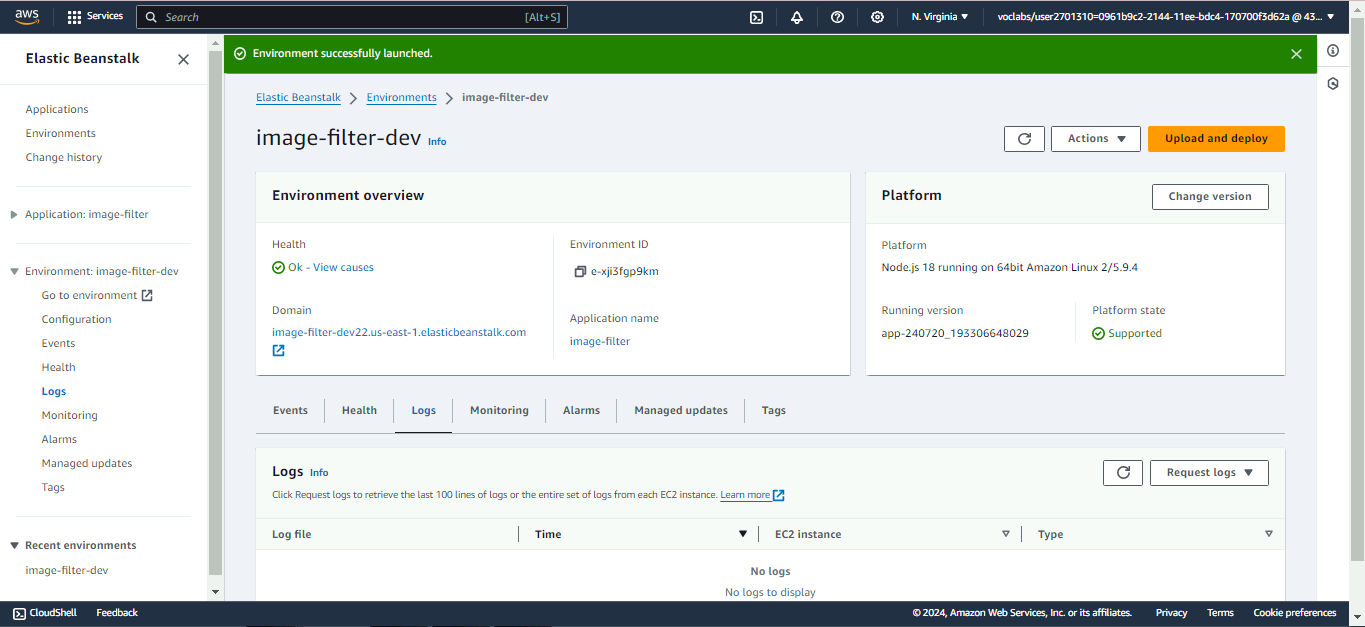 aws
Services
Search
[Alt+S]
N. Virginia
voclabs/user2701310=0961b9c2-2144-11ee-bdc4-170700f3d62a @ 43...
Elastic Beanstalk
Applications
Environments
Change history
Application: image-filter
Environment: image-filter-dev
Go to environment
Configuration
Events
Health
Logs
Monitoring
Alarms
Managed updates
Tags
Recent environments
image-filter-dev
Environment successfully launched.
Elastic Beanstalk
Environments
image-filter-dev
image-filter-dev Info
Actions
Upload and deploy
Environment overview
Health
Ok - View causes
Domain
image-filter-dev22.us-east-1.elasticbeanstalk.com
Environment ID
e-xji3fgp9km
Application name
image-filter
Platform
Change version
Platform
Node.js 18 running on 64bit Amazon Linux 2/5.9.4
Running version
app-240720_193306648029
Platform state
Supported
Events
Health
Logs
Monitoring
Alarms
Managed updates
Tags
Logs Info
Request logs
Click Request logs to retrieve the last 100 lines of logs or the entire set of logs from each EC2 instance. Learn more
Log file
Time
EC2 instance
Type
No logs
No logs to display
CloudShell
Feedback
© 2024, Amazon Web Services, Inc. or its affiliates.
Privacy
Terms
Cookie preferences